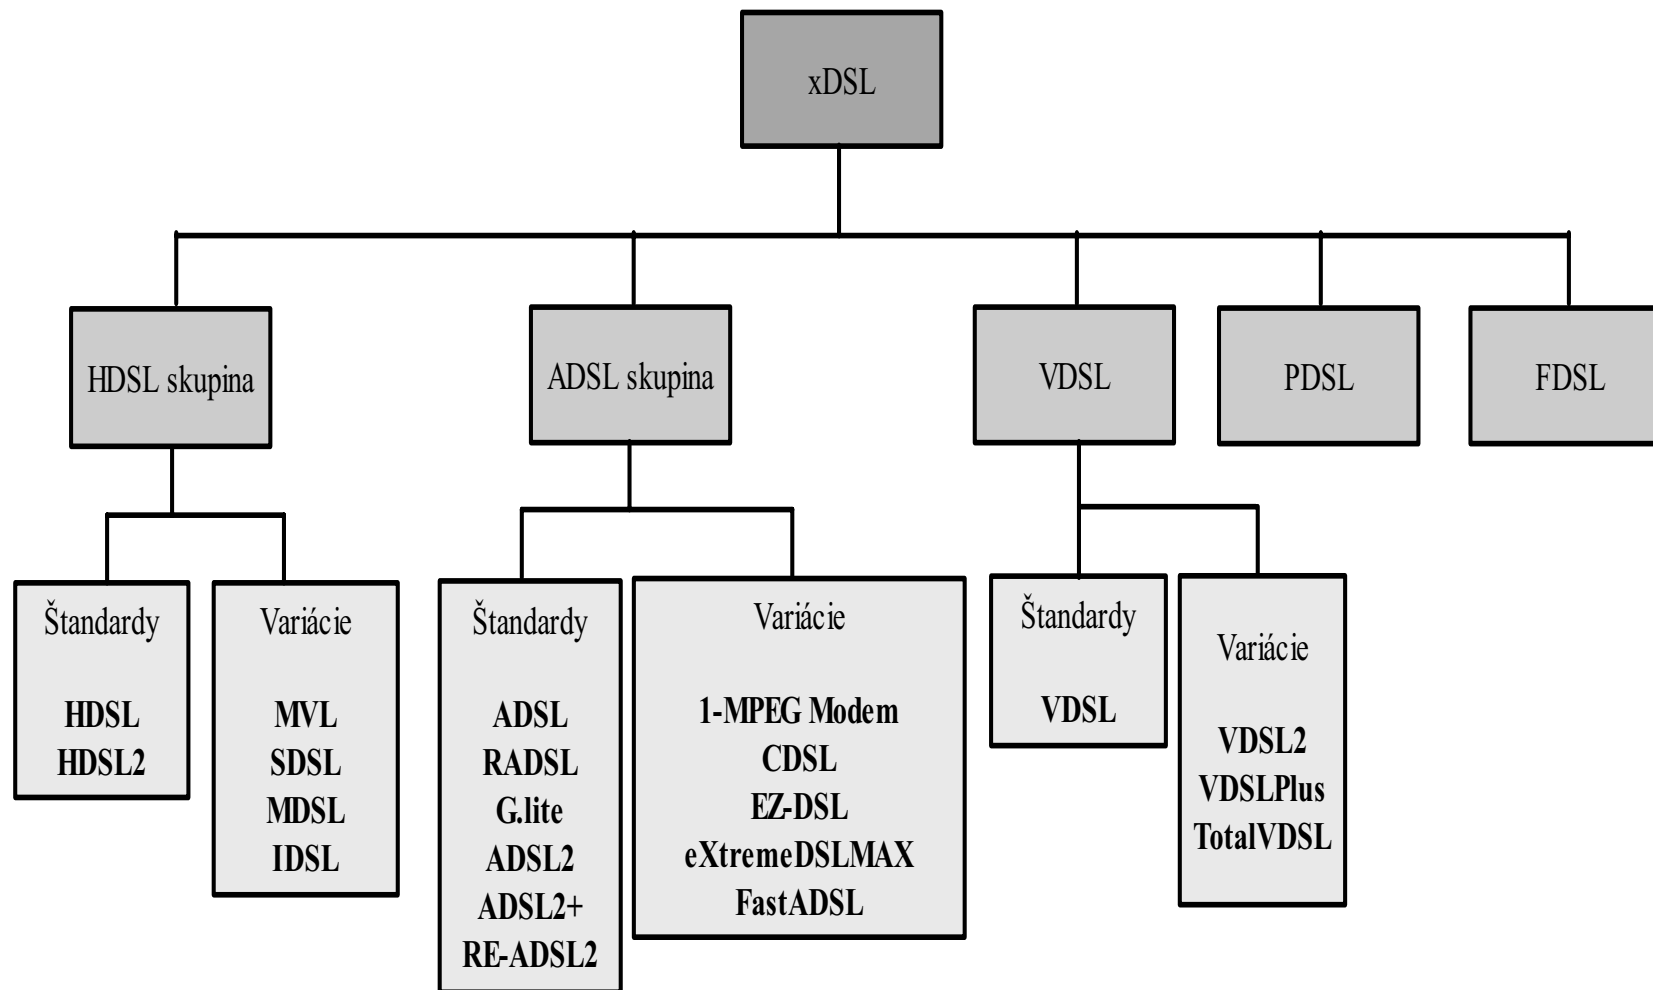 xDSL
HDSL skupina
ADSL skupina
VDSL
PDSL
FDSL
Štandardy
HDSL
HDSL2
Variácie
MVL
SDSL
MDSL
IDSL
Štandardy
ADSL
RADSL
G.lite
ADSL2
ADSL2+
RE-ADSL2
Variácie
1-MPEG Modem
CDSL
EZ-DSL
eXtremeDSLMAX
FastADSL
Štandardy
VDSL
Variácie
VDSL2
VDSLPlus
TotalVDSL